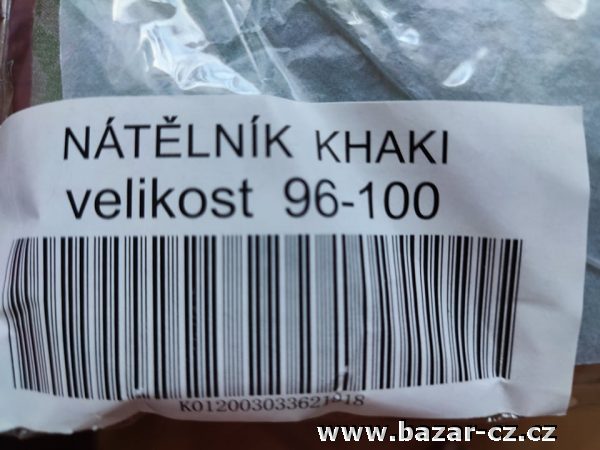 NÁTĚLNÍK KHAKI
velikost 96-100
www.bazar-cz.cz